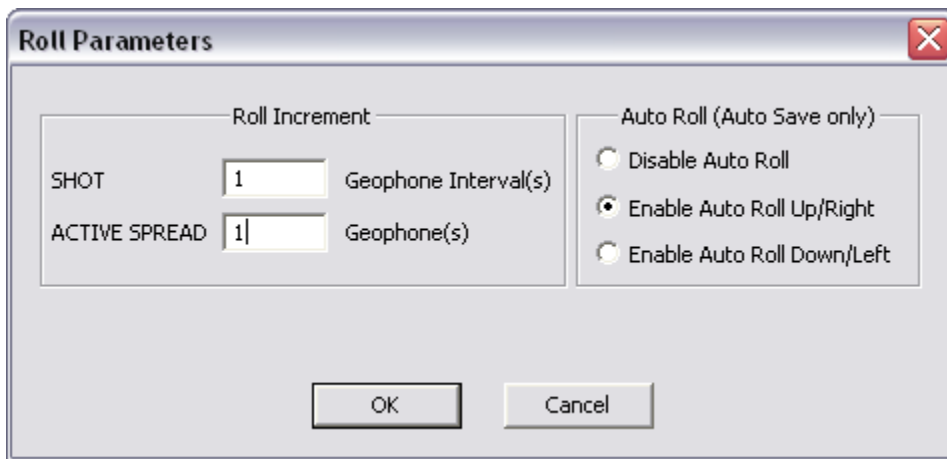 Roll Parameters
Roll Increment
SHOT 1 Geophone Interval(s)
ACTIVE SPREAD 1 Geophone(s)
Auto Roll (Auto Save only)
Disable Auto Roll
Enable Auto Roll Up/Right
Enable Auto Roll Down/Left
OK Cancel